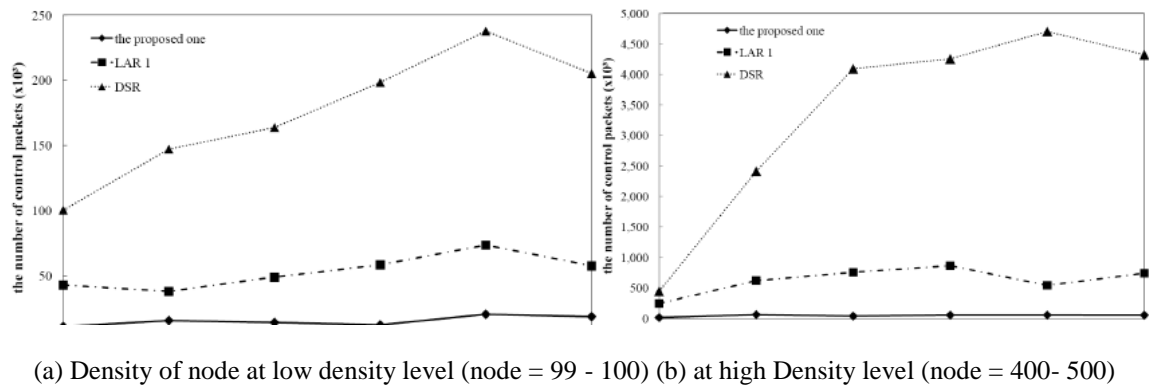 250
200
150
100
50
the number of control packets (x10³)
the proposed one
LAR 1
DSR
5,000
4,500
4,000
3,500
3,000
2,500
2,000
1,500
1,000
500
0
the number of control packets (x10³)
the proposed one
LAR 1
DSR
(a) Density of node at low density level (node = 99 - 100) (b) at high Density level (node = 400- 500)